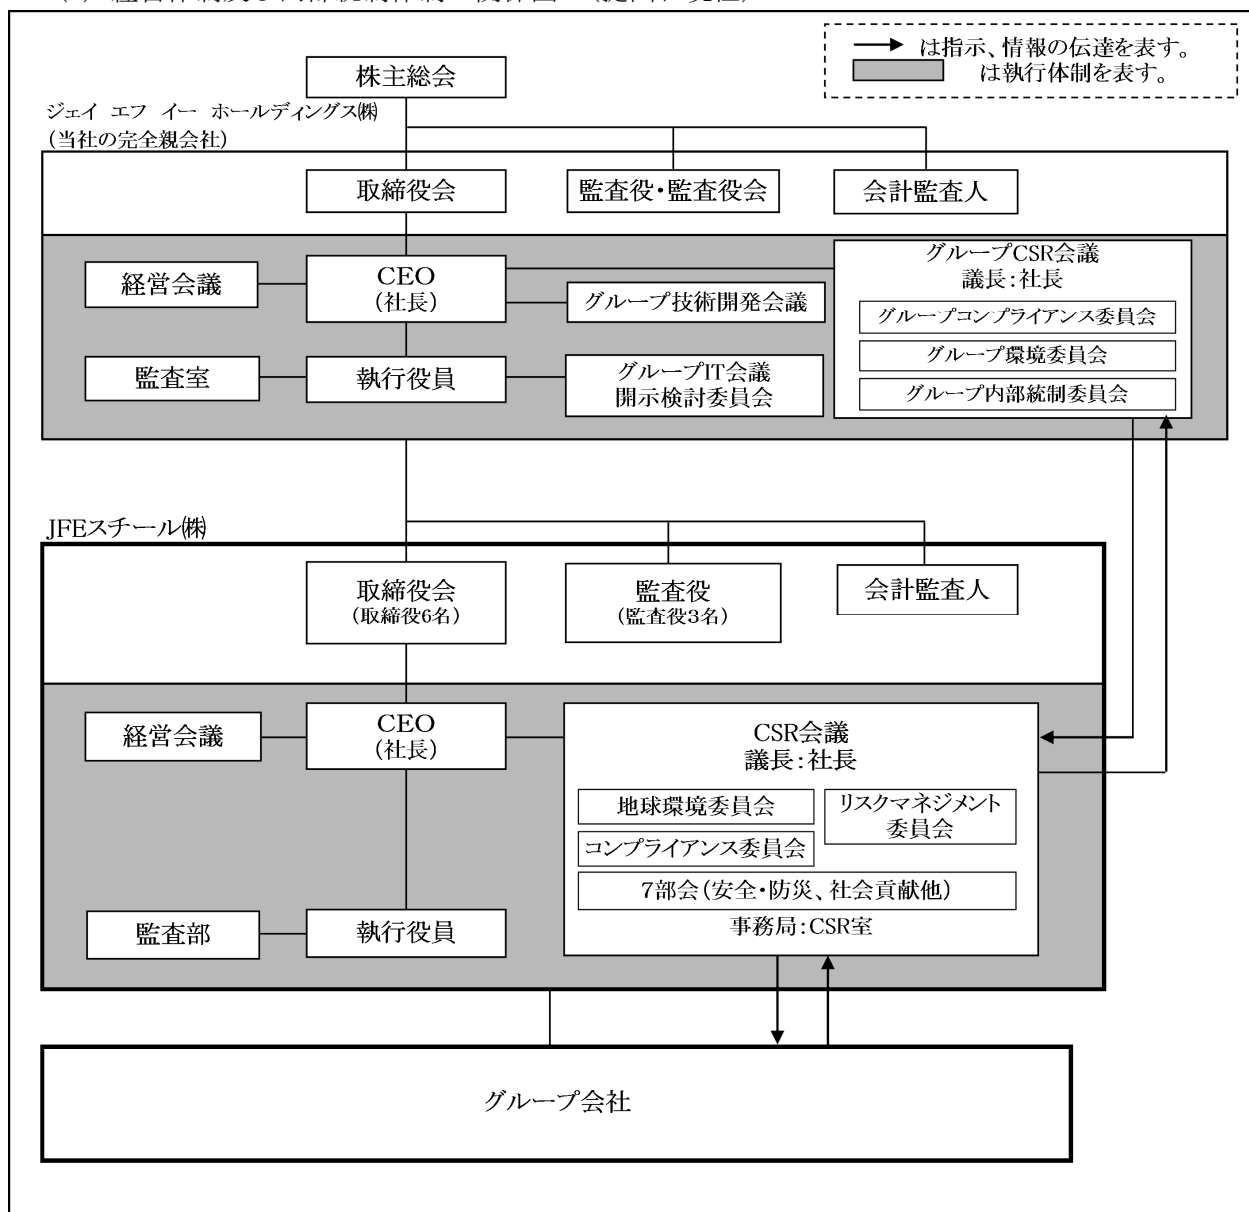 は指示、情報の伝達を表す。
は執行体制を表す。
株主総会
ジェイ エフ イー ホールディングス㈱
(当社の完全親会社)
取締役会
監査役・監査役会
会計監査人
経営会議
CEO
(社長)
グループ技術開発会議
グループCSR会議
議長：社長
グループコンプライアンス委員会
グループ環境委員会
グループ内部統制委員会
監査室
執行役員
グループIT会議
開示検討委員会
JFEスチール㈱
取締役会
(取締役6名)
監査役
(監査役3名)
会計監査人
経営会議
CEO
(社長)
CSR会議
議長：社長
地球環境委員会
リスクマネジメント
委員会
コンプライアンス委員会
7部会(安全・防災、社会貢献他)
事務局：CSR室
監査部
執行役員
グループ会社